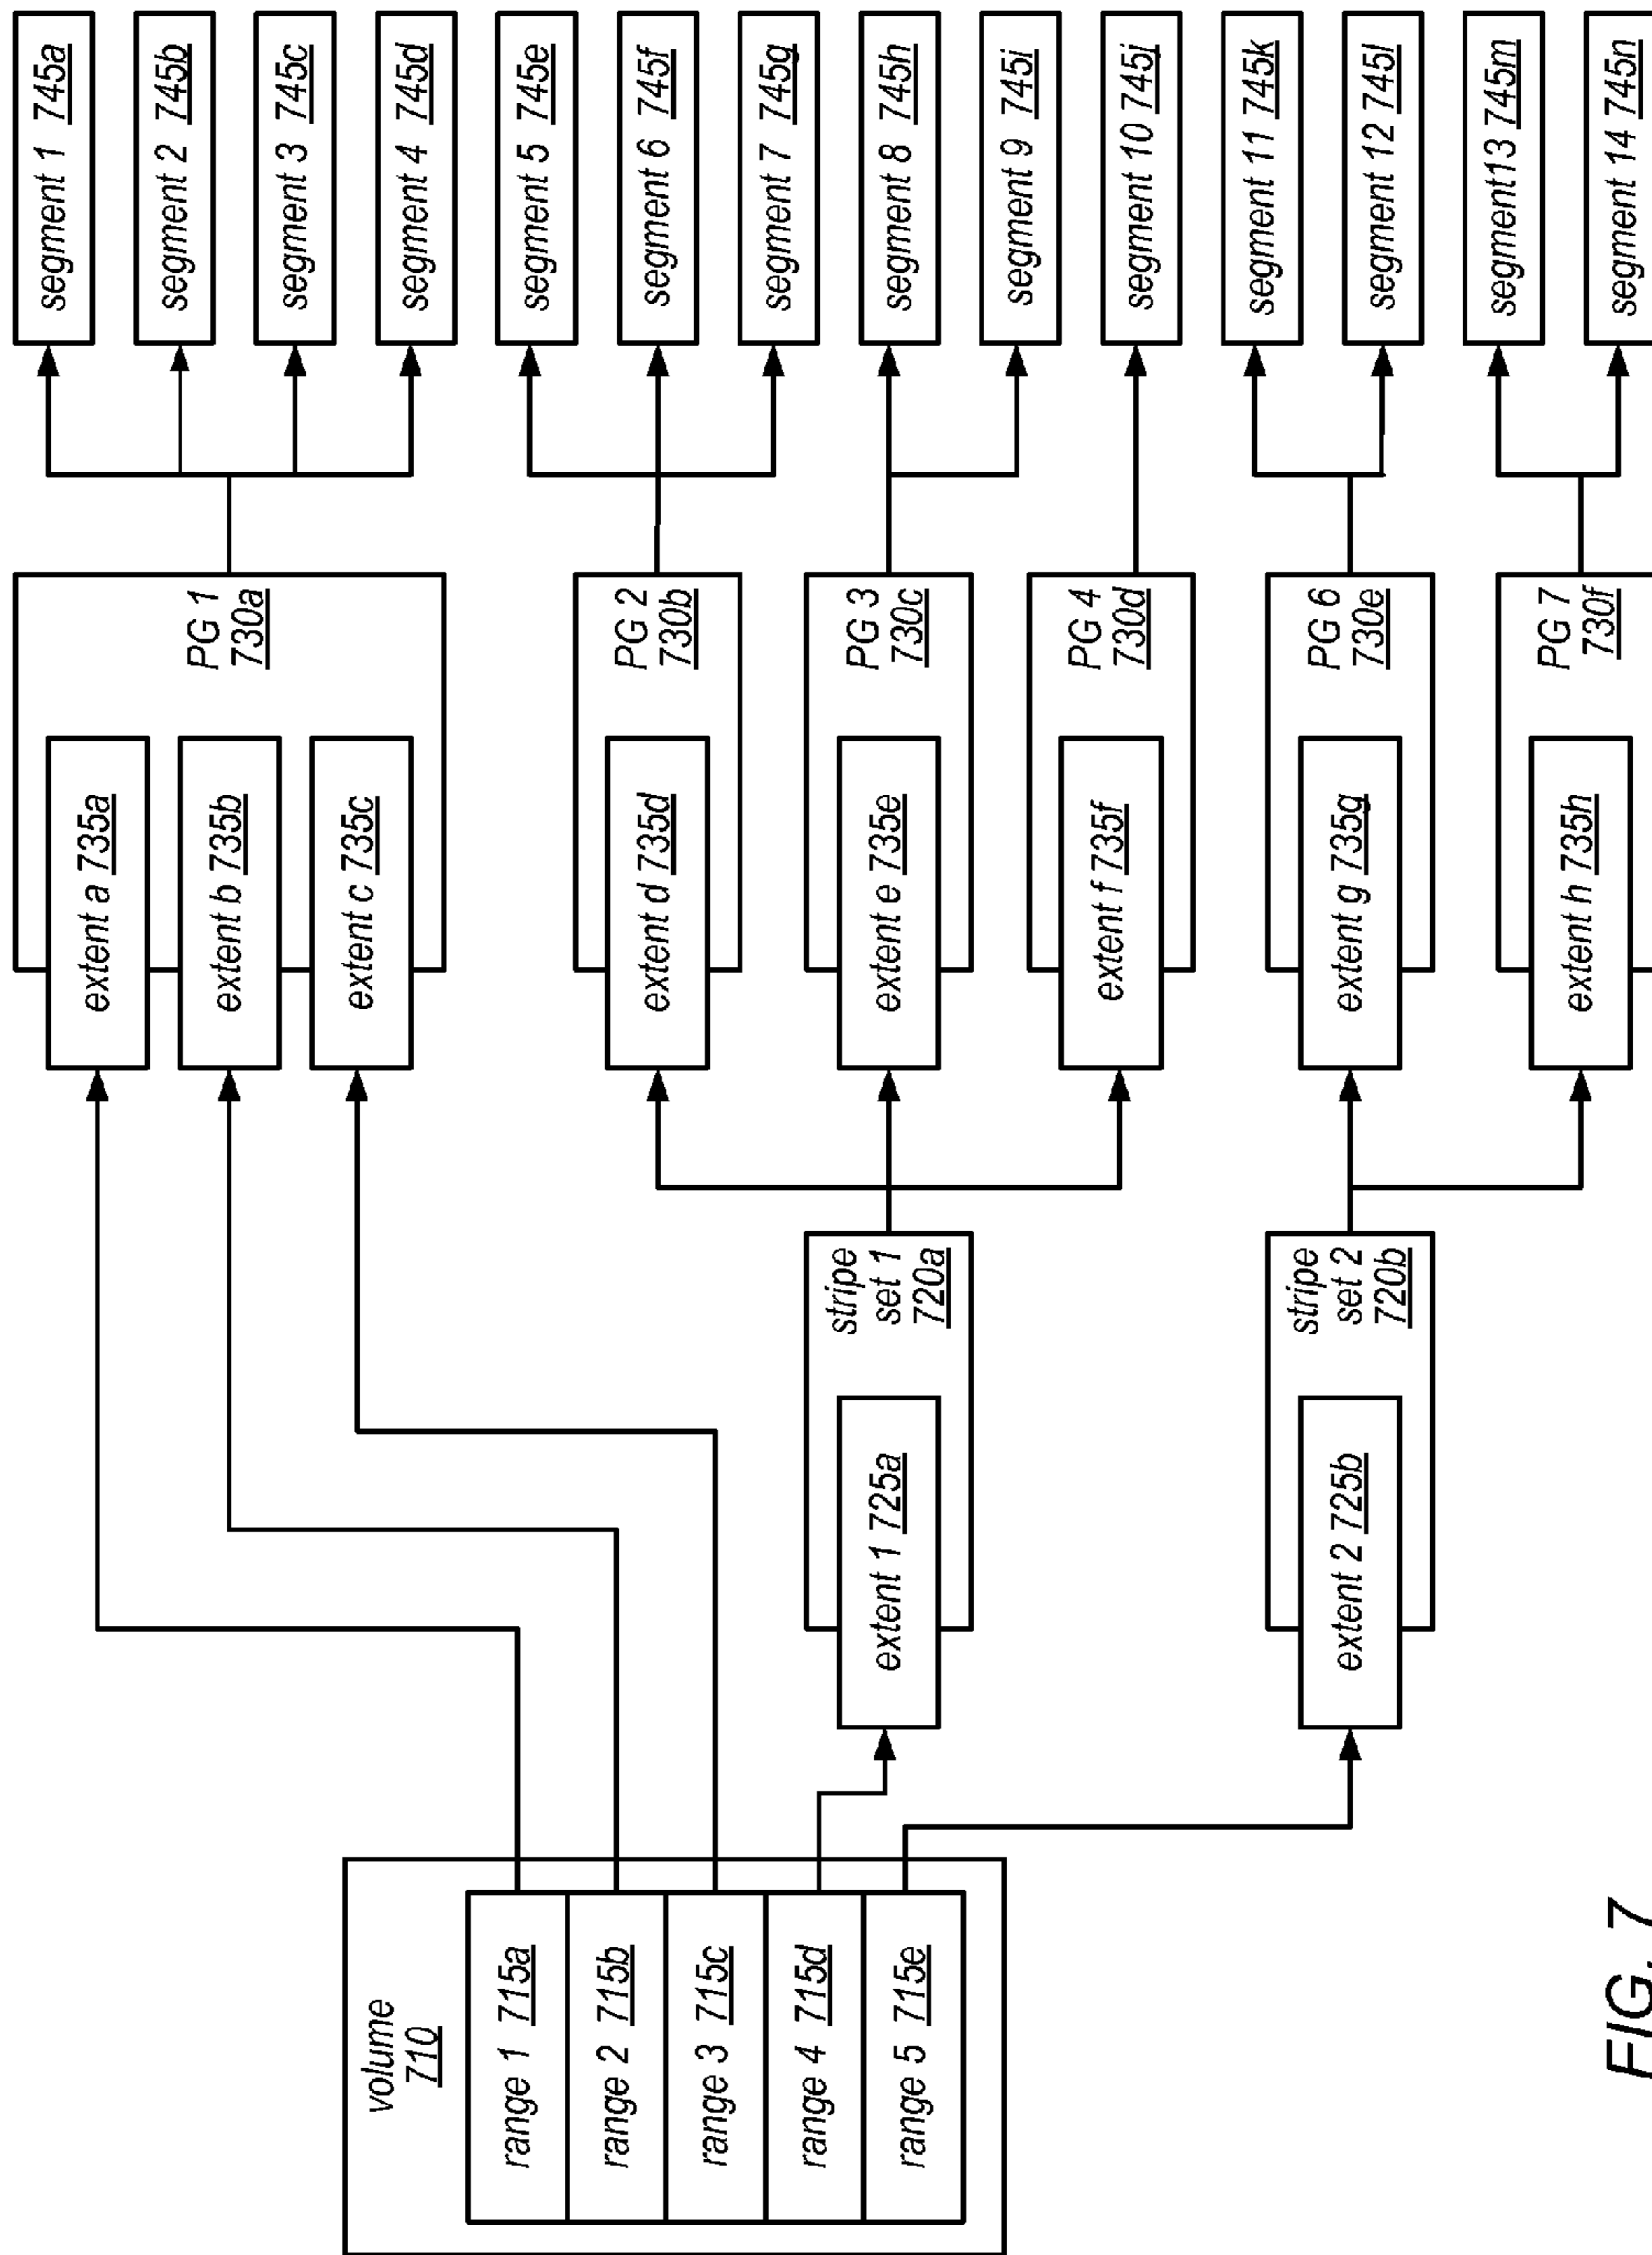 volume
710
range 1 715a
range 2 715b
range 3 715c
range 4 715d
range 5 715e
extent 1 725a
stripe
set 1
720a
extent 2 725b
stripe
set 2
720b
extent a 735a
extent b 735b
extent c 735c
PG 1
730a
extent d 735d
PG 2
730b
extent e 735e
PG 3
730c
extent f 735f
PG 4
730d
extent g 735g
PG 6
730e
extent h 735h
PG 7
730f
segment 1 745a
segment 2 745b
segment 3 745c
segment 4 745d
segment 5 745e
segment 6 745f
segment 7 745g
segment 8 745h
segment 9 745i
segment 10 745j
segment 11 745k
segment 12 745l
segment13 745m
segment 14 745n
FIG. 7